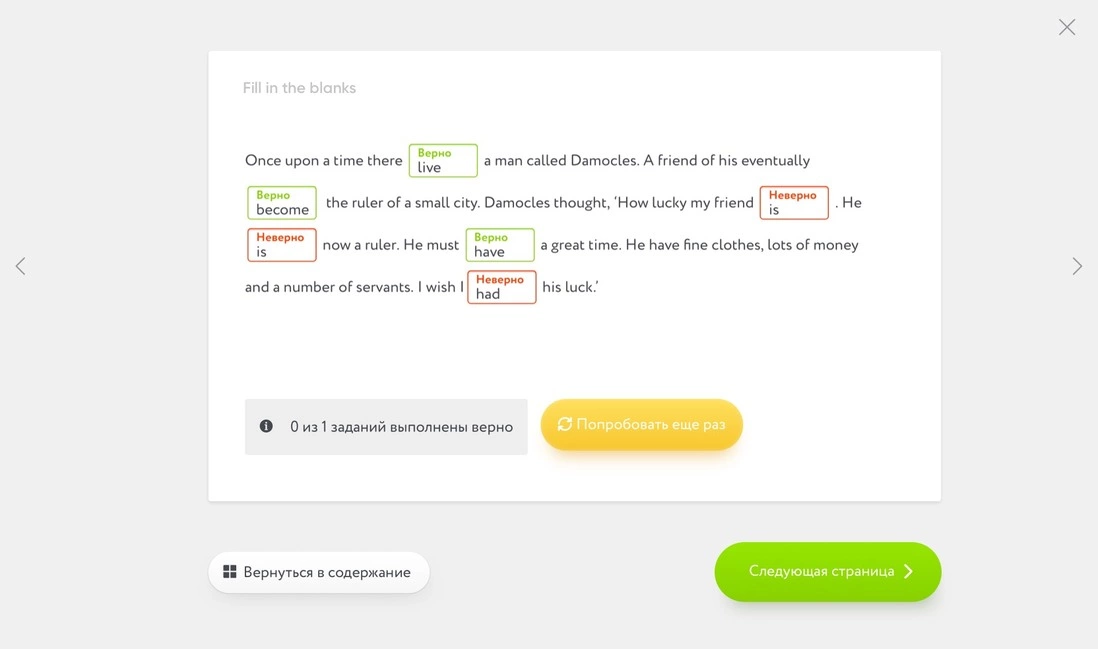 Fill in the blanks
Once upon a time there Верно live a man called Damocles. A friend of his eventually
Верно become the ruler of a small city. Damocles thought, ‘How lucky my friend Неверно is . He
Неверно is now a ruler. He must Верно have a great time. He have fine clothes, lots of money
and a number of servants. I wish I Неверно had his luck.’
0 из 1 заданий выполнены верно
Попробовать еще раз
Вернуться в содержание
Следующая страница